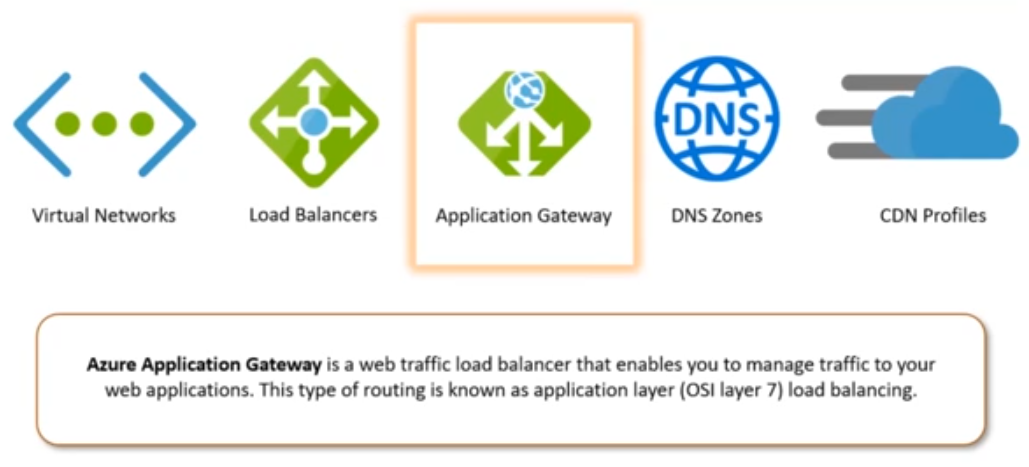 DNS
Virtual Networks
Load Balancers
Application Gateway
DNS Zones
CDN Profiles
Azure Application Gateway is a web traffic load balancer that enables you to manage traffic to your
web applications. This type of routing is known as application layer (OSI layer 7) load balancing.